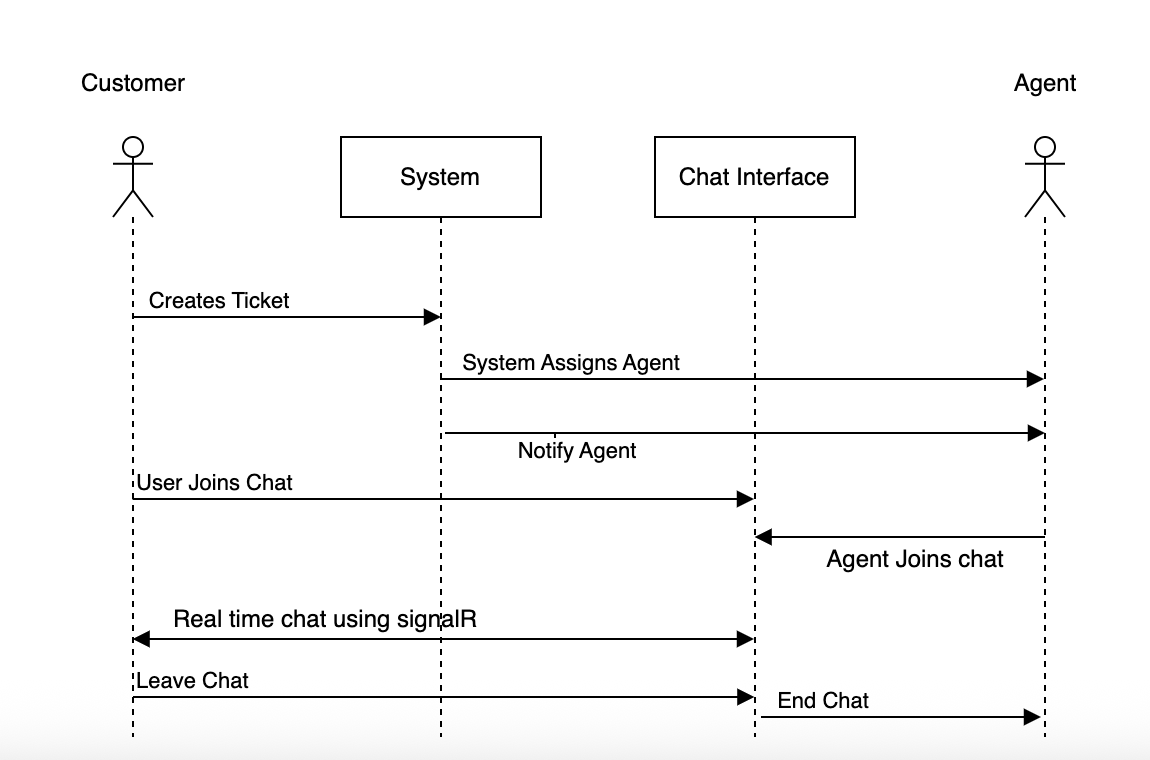 Customer
Agent
System
Chat Interface
Creates Ticket
System Assigns Agent
Notify Agent
User Joins Chat
Agent Joins chat
Real time chat using signalR
Leave Chat
End Chat